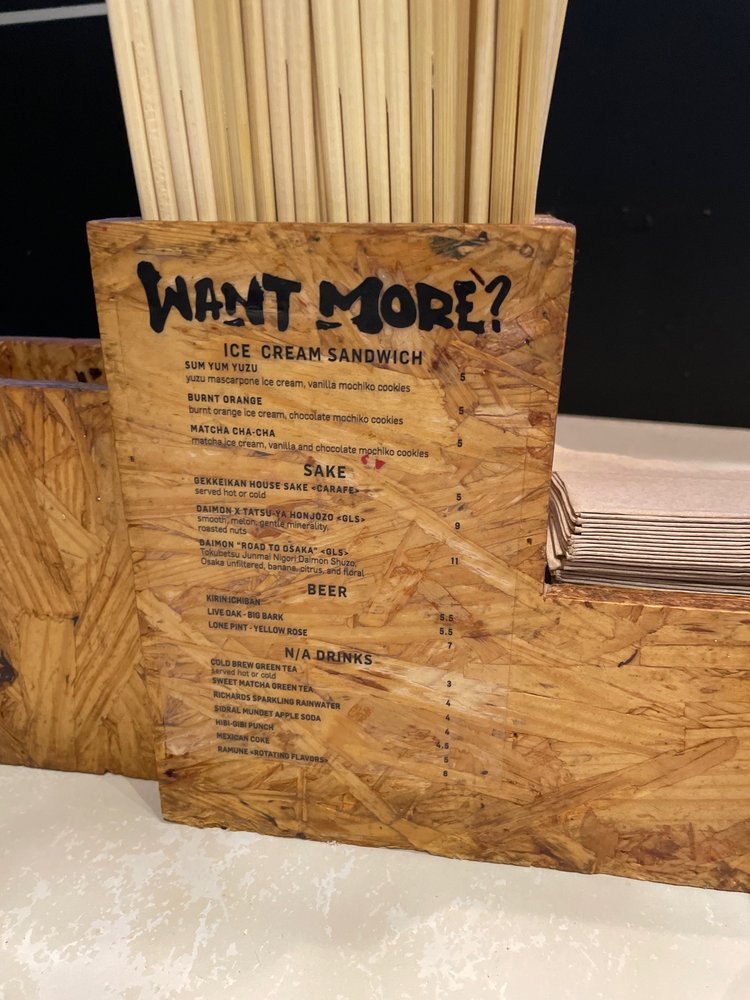 WANT MORE?
ICE CREAM SANDWICH
SUM YUM YUZU
yuzu mascarpone ice cream, vanilla mochiko cookies 5
BURNT ORANGE
burnt orange ice cream, chocolate mochiko cookies 5
MATCHA CHA-CHA
matcha ice cream, vanilla and chocolate mochiko cookies 5
SAKE
GEKKEIKAN HOUSE SAKE <CARAFE>
served hot or cold 5
DAIMON X TATSU-YA HONJOZO <GLS>
smooth, melon, gentle minerality, 9
roasted nuts
DAIMON "ROAD TO OSAKA" <GLS>
Tokubetsu Junmai Nigori Daimon Shuzo, 11
Osaka unfiltered, banana, citrus, and floral
BEER
KIRIN ICHIBAN 5.5
LIVE OAK - BIG BARK 5.5
LONE PINT - YELLOW ROSE 7
N/A DRINKS
COLD BREW GREEN TEA 3
served hot or cold
SWEET MATCHA GREEN TEA 4
RICHARDS SPARKLING RAINWATER 4
SIDRAL MUNDET APPLE SODA 4
HIBI-GIBI PUNCH 4.5
MEXICAN COKE 5
RAMUNE <ROTATING FLAVORS> 6